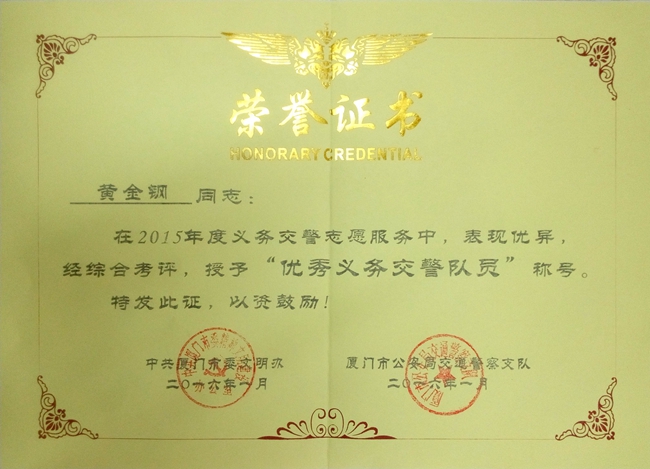 荣誉证书
HONORARY CREDENTIAL
黄金钢 同志：
在2015年度义务交警志愿服务中，表现优异，
经综合考评，授予“优秀义务交警队员”称号。
特发此证，以资鼓励！
中共厦门市委文明办 厦门市公安局交通警察支队
二〇一六年一月 二〇一六年一月